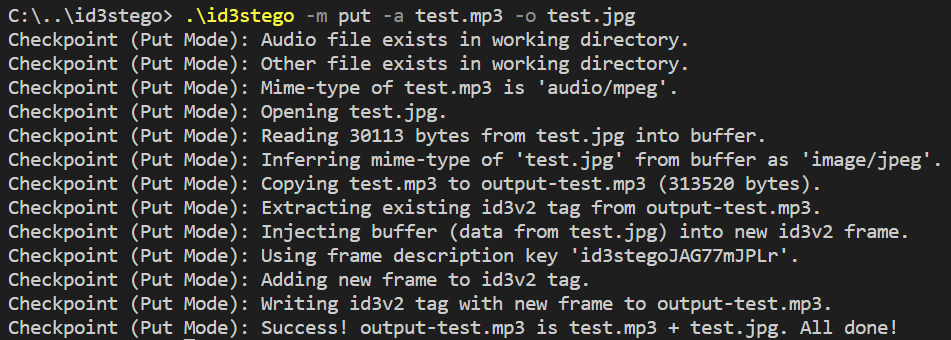 C:\..\id3stego> .\id3stego -m put -a test.mp3 -o test.jpg
Checkpoint (Put Mode): Audio file exists in working directory.
Checkpoint (Put Mode): Other file exists in working directory.
Checkpoint (Put Mode): Mime-type of test.mp3 is 'audio/mpeg'.
Checkpoint (Put Mode): Opening test.jpg.
Checkpoint (Put Mode): Reading 30113 bytes from test.jpg into buffer.
Checkpoint (Put Mode): Inferring mime-type of 'test.jpg' from buffer as 'image/jpeg'.
Checkpoint (Put Mode): Copying test.mp3 to output-test.mp3 (313520 bytes).
Checkpoint (Put Mode): Extracting existing id3v2 tag from output-test.mp3.
Checkpoint (Put Mode): Injecting buffer (data from test.jpg) into new id3v2 frame.
Checkpoint (Put Mode): Using frame description key 'id3stegoJAG77mJPLr'.
Checkpoint (Put Mode): Adding new frame to id3v2 tag.
Checkpoint (Put Mode): Writing id3v2 tag with new frame to output-test.mp3.
Checkpoint (Put Mode): Success! output-test.mp3 is test.mp3 + test.jpg. All done!